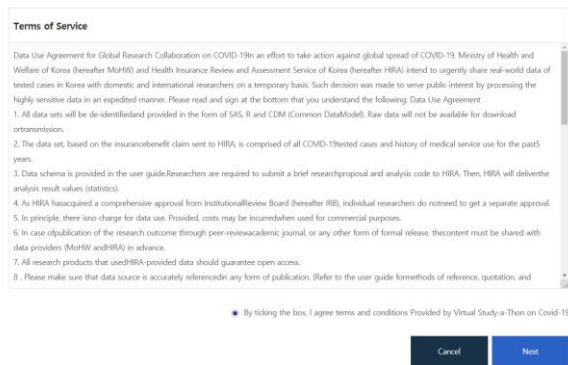 Terms of Service
Data Use Agreement for Global Research Collaboration on COVID-19In an effort to take action against global spread of COVID-19, Ministry of Health and
Welfare of Korea (hereafter MoHW) and Health Insurance Review and Assessment Service of Korea (hereafter HIRA) intend to urgently share real-world data of
tested cases in Korea with domestic and international researchers on a temporary basis. Such decision was made to serve public interest by processing the
highly sensitive data in an expedited manner. Please read and sign at the bottom that you understand the following: Data Use Agreement
1. All data sets will be de-identifiedand provided in the form of SAS, R and CDM (Common DataModel). Raw data will not be available for download
ortransmission.
2. The data set, based on the insurancebenefit claim sent to HIRA, is comprised of all COVID-19tested cases and history of medical service use for the past5
years.
3. Data schema is provided in the user guide.Researchers are required to submit a brief researchproposal and analysis code to HIRA. Then, HIRA will deliverthe
analysis result values (statistics).
4. As HIRA hasacquired a comprehensive approval from InstitutionalReview Board (hereafter IRB), individual researchers do notneed to get a separate approval.
5. In principle, there isno charge for data use. Provided, costs may be incurredwhen used for commercial purposes.
6. In case ofpublication of the research outcome through peer-reviewacademic journal, or any other form of formal release, thecontent must be shared with
data providers (MoHW andHIRA) in advance.
7. All research products that usedHIRA-provided data should guarantee open access.
8 . Please make sure that data source is accurately referencedin any form of publication. (Refer to the user guide formethods of reference, quotation, and
By ticking the box, I agree terms and conditions Provided by Virtual Study-a-Thon on Covid-19
Cancel
Next